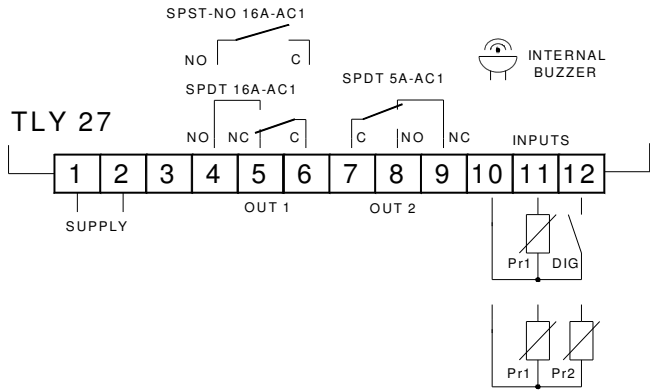 SPST-NO 16A-AC1
NO C
INTERNAL
BUZZER
SPDT 16A-AC1
SPDT 5A-AC1
TLY 27
NO NC C C NO NC INPUTS
1 2 3 4 5 6 7 8 9 10 11 12
SUPPLY
OUT 1
OUT 2
Pr1 DIG
Pr1 Pr2